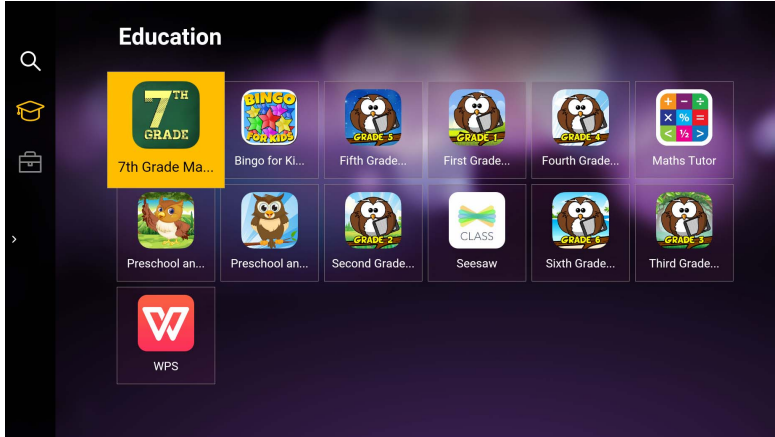 Education
7TH
GRADE
BINGO
FOR KIDS
GRADE 5
GRADE 1
GRADE 4
+ − ÷
× % =
< ½ >
7th Grade Ma...
Bingo for Ki...
Fifth Grade...
First Grade...
Fourth Grade...
Maths Tutor
GRADE 2
CLASS
GRADE 6
GRADE 3
Preschool an...
Preschool an...
Second Grade...
Seesaw
Sixth Grade...
Third Grade...
W
WPS